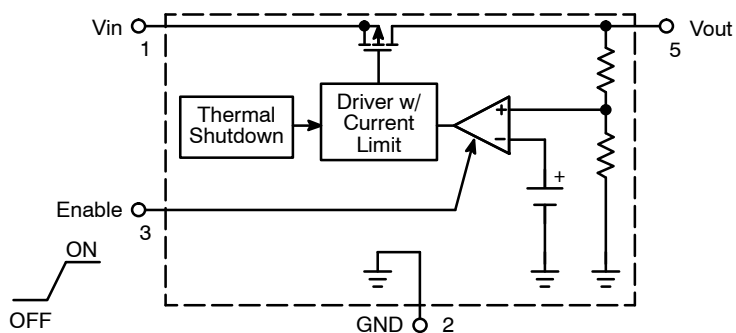 Vin
1
Vout
5
Thermal
Shutdown
Driver w/
Current
Limit
+
−
+
Enable
3
ON
OFF
GND
2